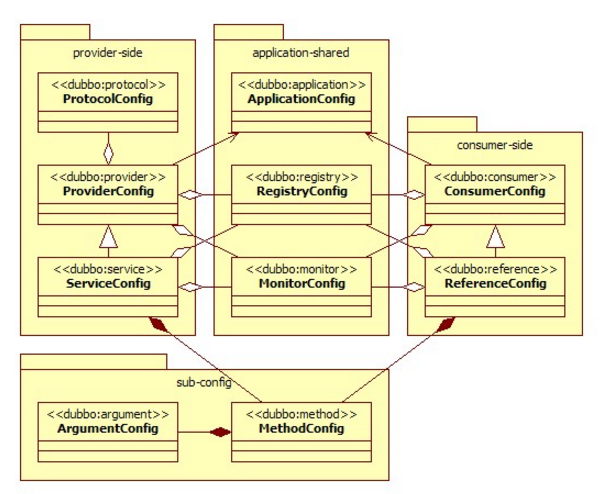 provider-side
application-shared
<<dubbo:protocol>>
ProtocolConfig
<<dubbo:application>>
ApplicationConfig
consumer-side
<<dubbo:provider>>
ProviderConfig
<<dubbo:registry>>
RegistryConfig
<<dubbo:consumer>>
ConsumerConfig
<<dubbo:service>>
ServiceConfig
<<dubbo:monitor>>
MonitorConfig
<<dubbo:reference>>
ReferenceConfig
sub-config
<<dubbo:argument>>
ArgumentConfig
<<dubbo:method>>
MethodConfig